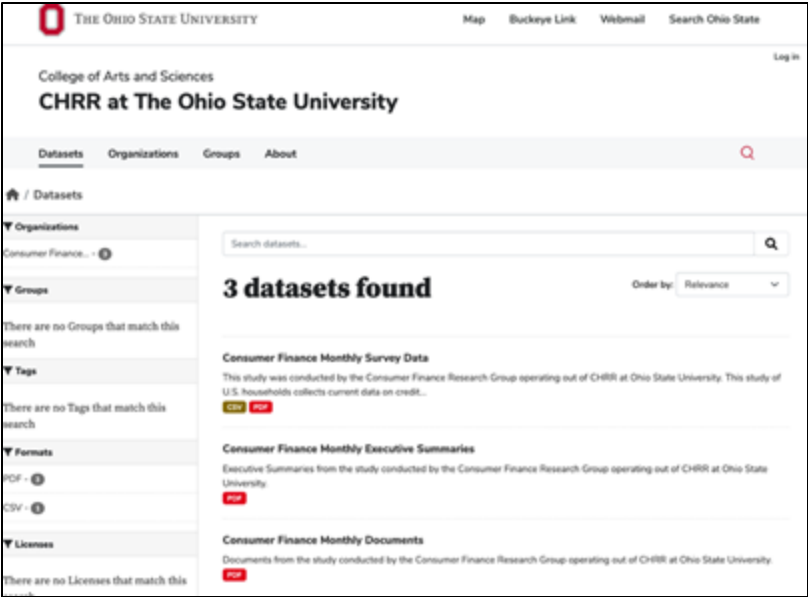 THE OHIO STATE UNIVERSITY
Map Buckeye Link Webmail Search Ohio State
Log in
College of Arts and Sciences
CHRR at The Ohio State University
Datasets Organizations Groups About
/ Datasets
Organizations
Consumer Finance... - 3
Groups
There are no Groups that match this
search
Tags
There are no Tags that match this
search
Formats
PDF - 3
CSV - 1
Licenses
There are no Licenses that match this
Search datasets...
3 datasets found
Order by: Relevance
Consumer Finance Monthly Survey Data
This study was conducted by the Consumer Finance Research Group operating out of CHRR at Ohio State University. This study of
U.S. households collects current data on credit...
CSV PDF
Consumer Finance Monthly Executive Summaries
Executive Summaries from the study conducted by the Consumer Finance Research Group operating out of CHRR at Ohio State
University.
PDF
Consumer Finance Monthly Documents
Documents from the study conducted by the Consumer Finance Research Group operating out of CHRR at Ohio State University.
PDF